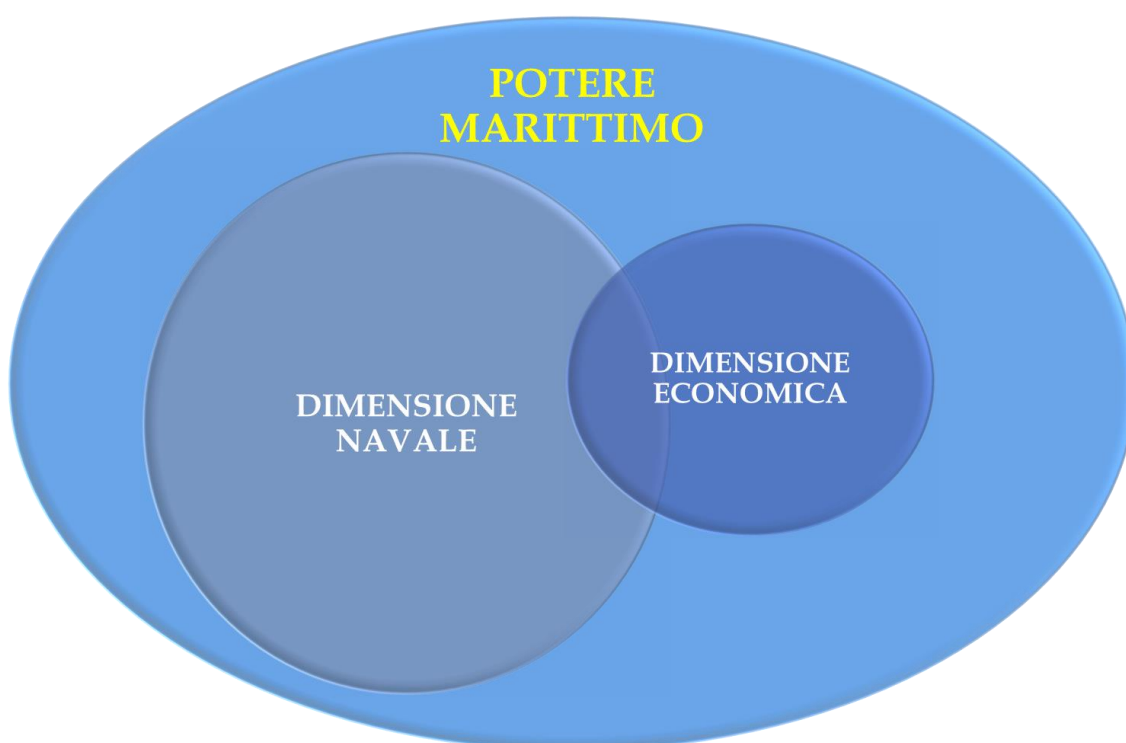 POTERE
MARITTIMO
DIMENSIONE
ECONOMICA
DIMENSIONE
NAVALE